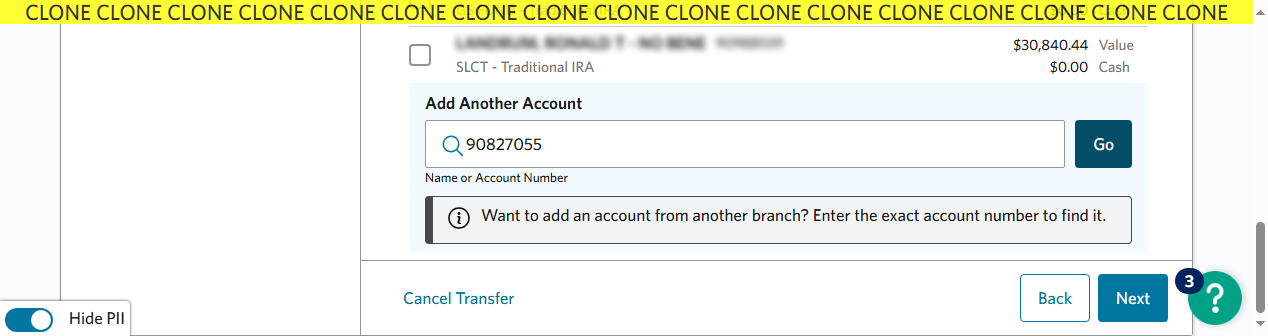 CLONE CLONE CLONE CLONE CLONE CLONE CLONE CLONE CLONE CLONE CLONE CLONE CLONE CLONE CLONE CLONE CLONE
$30,840.44 Value
SLCT - Traditional IRA
$0.00 Cash
Add Another Account
90827055
Go
Name or Account Number
Want to add an account from another branch? Enter the exact account number to find it.
Cancel Transfer
Back
Next
3
?
Hide PII